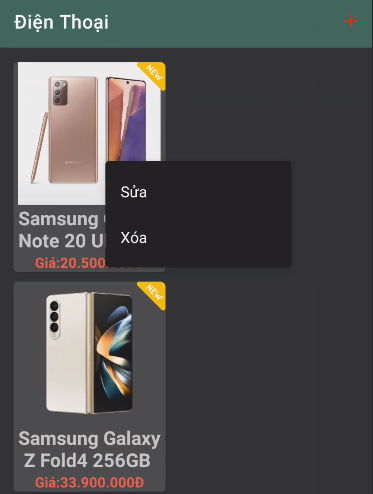 Điện Thoại
+
NEW
Samsung G
Note 20 U
Giá:20.500
Sửa
Xóa
NEW
Samsung Galaxy
Z Fold4 256GB
Giá:33.900.000Đ